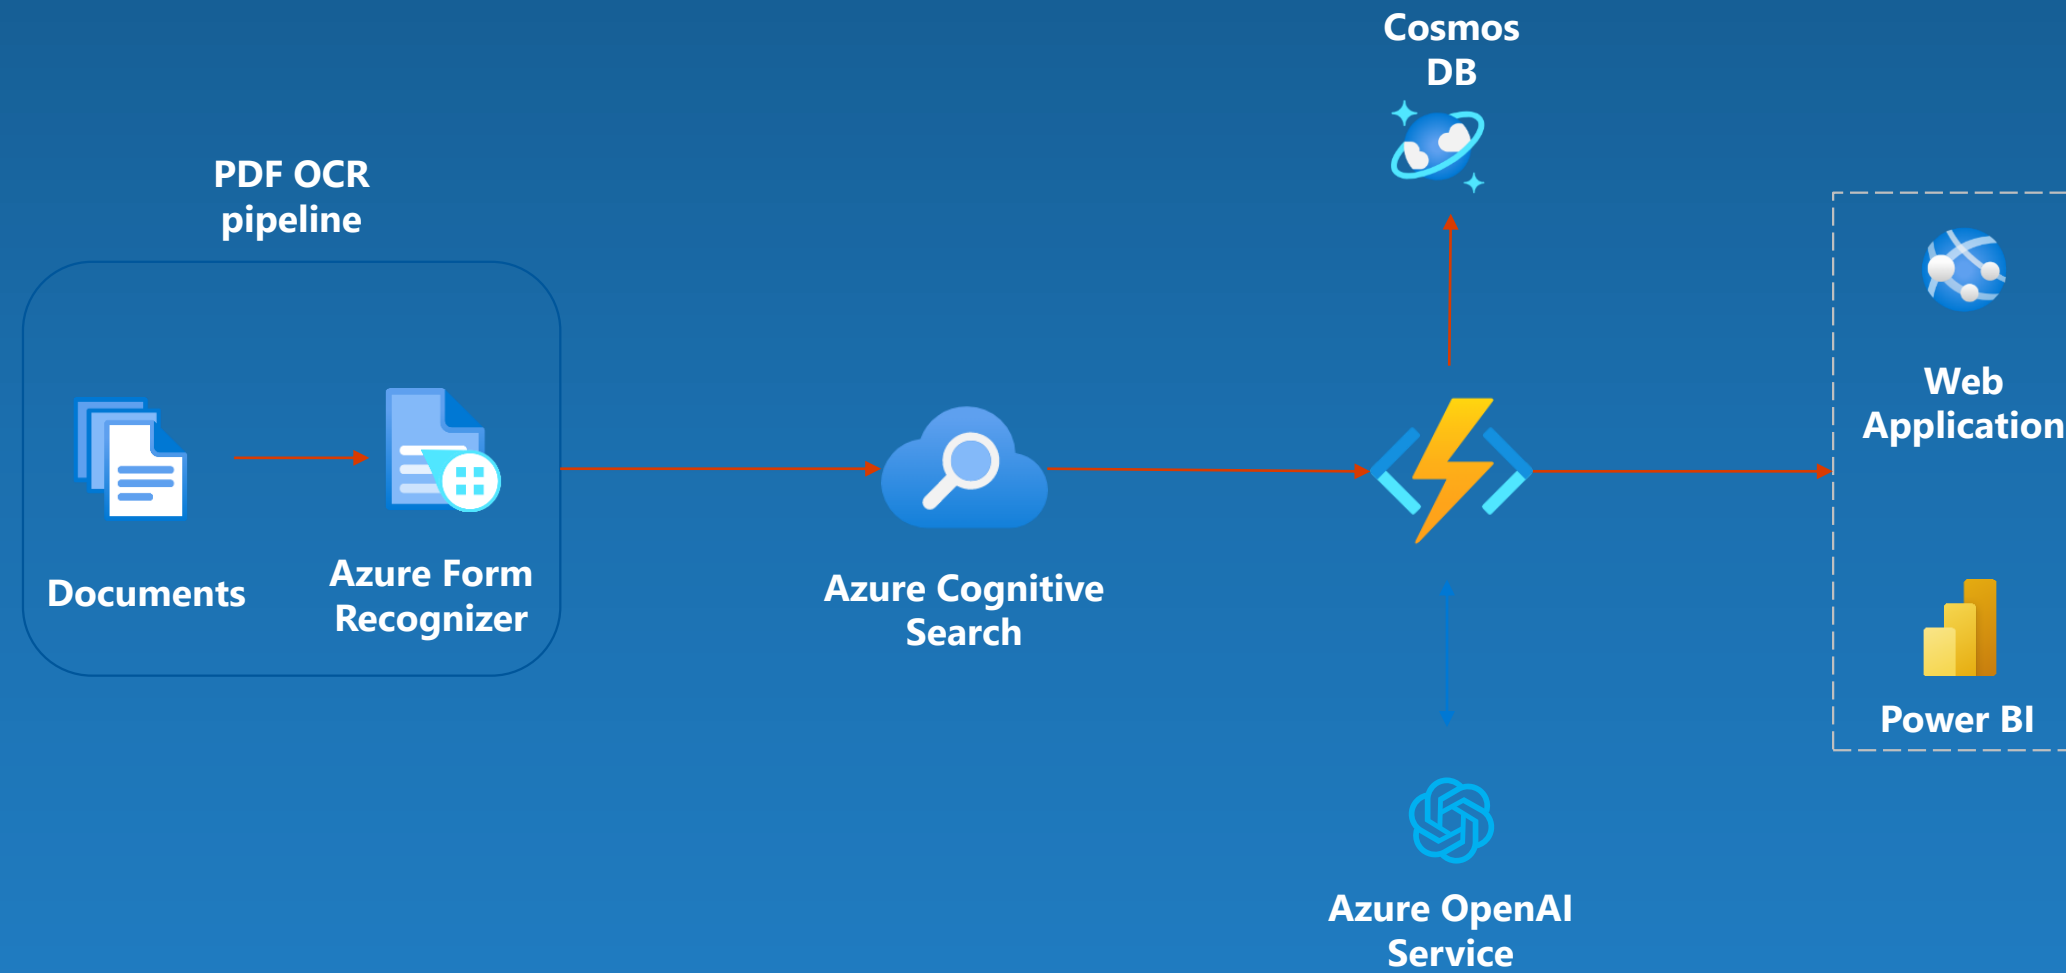 Cosmos
DB
PDF OCR
pipeline
Web
Application
Documents
Azure Form
Recognizer
Azure Cognitive
Search
Power BI
Azure OpenAI
Service